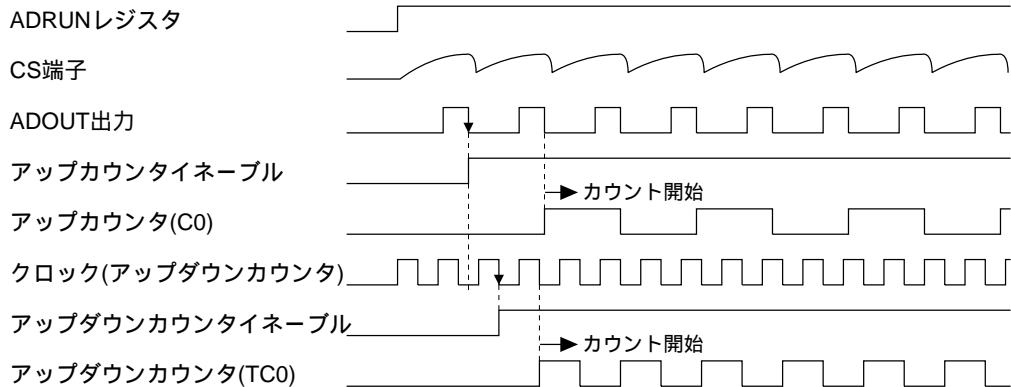 ADRUNレジスタ
CS端子
ADOUT出力
アップカウンタイネーブル
カウント開始
アップカウンタ(C0)
クロック(アップダウンカウンタ)
アップダウンカウンタイネーブル
カウント開始
アップダウンカウンタ(TC0)